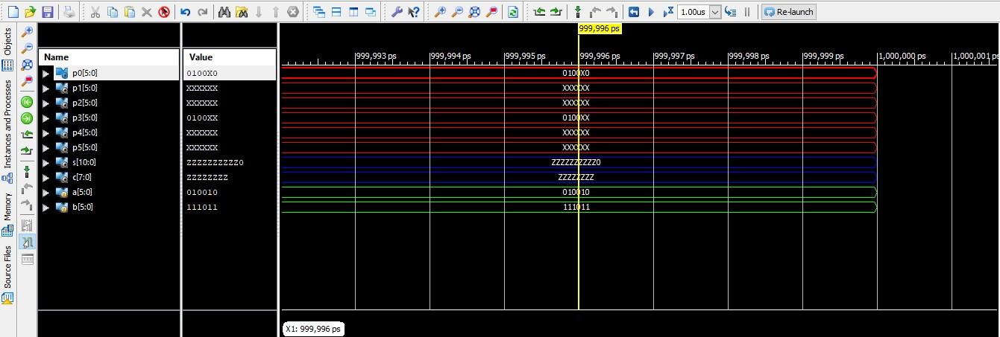 1.00us Re-launch
999,996 ps
Objects
Instances and Processes
Memory
Source Files
Name Value
999,993 ps 999,994 ps 999,995 ps 999,996 ps 999,997 ps 999,998 ps 999,999 ps 1,000,000 ps 1,000,001 ps
p0[5:0] 0100X0 0100X0
p1[5:0] XXXXXX XXXXXX
p2[5:0] XXXXXX XXXXXX
p3[5:0] 0100XX 0100XX
p4[5:0] XXXXXX XXXXXX
p5[5:0] XXXXXX XXXXXX
s[10:0] ZZZZZZZZZZ0 ZZZZZZZZZZ0
c[7:0] ZZZZZZZZ ZZZZZZZZ
a[5:0] 010010 010010
b[5:0] 111011 111011
X1: 999,996 ps